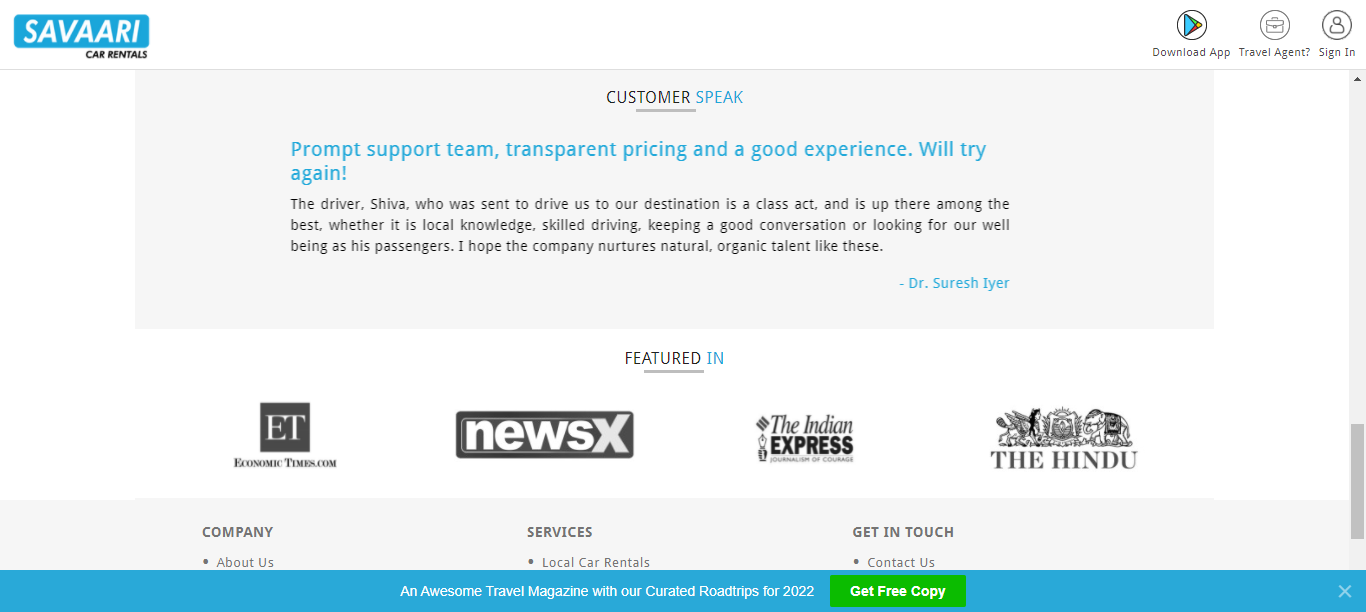 SAVAARI
CAR RENTALS
Download App
Travel Agent?
Sign In
CUSTOMER SPEAK
Prompt support team, transparent pricing and a good experience. Will try
again!
The driver, Shiva, who was sent to drive us to our destination is a class act, and is up there among the
best, whether it is local knowledge, skilled driving, keeping a good conversation or looking for our well
being as his passengers. I hope the company nurtures natural, organic talent like these.
- Dr. Suresh Iyer
FEATURED IN
ET
ECONOMIC TIMES.COM
newsX
The Indian
EXPRESS
JOURNALISM OF COURAGE
THE HINDU
COMPANY
SERVICES
GET IN TOUCH
• About Us
• Local Car Rentals
• Contact Us
An Awesome Travel Magazine with our Curated Roadtrips for 2022
Get Free Copy